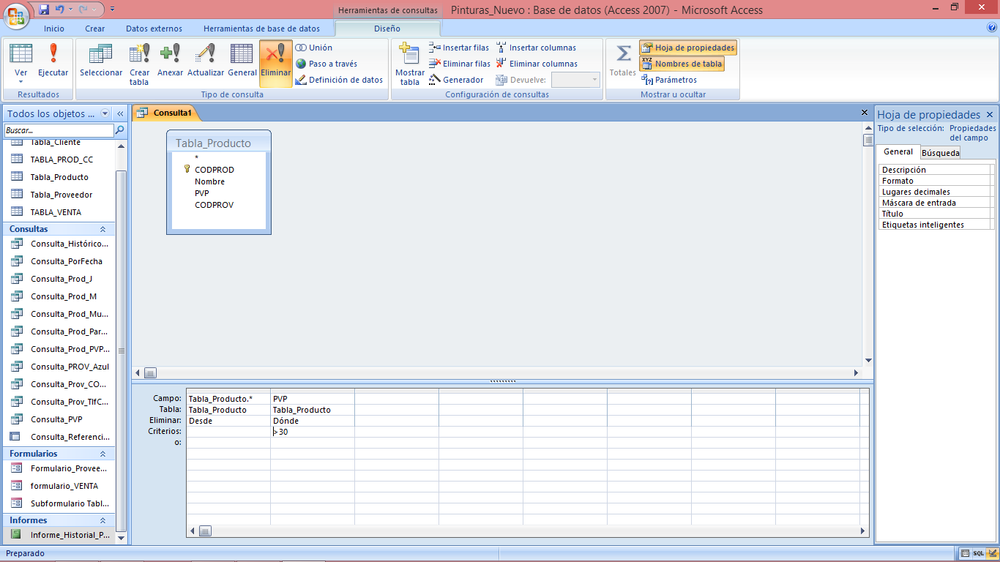 Herramientas de consultas
Pinturas_Nuevo : Base de datos (Access 2007) - Microsoft Access
Inicio Crear Datos externos Herramientas de base de datos Diseño
Ver
Ejecutar
Resultados
Seleccionar
Crear tabla
Anexar
Actualizar
General
Eliminar
Unión
Paso a través
Definición de datos
Tipo de consulta
Mostrar tabla
Insertar filas
Eliminar filas
Generador
Insertar columnas
Eliminar columnas
Devuelve:
Configuración de consultas
Totales
Hoja de propiedades
XYZ Nombres de tabla
Parámetros
Mostrar u ocultar
Todos los objetos ...
Buscar...
Tabla_Cliente
TABLA_PROD_CC
Tabla_Producto
Tabla_Proveedor
TABLA_VENTA
Consultas
Consulta_Histórico...
Consulta_PorFecha
Consulta_Prod_J
Consulta_Prod_M
Consulta_Prod_Mu...
Consulta_Prod_Par...
Consulta_Prod_PVP...
Consulta_PROV_Azul
Consulta_Prov_CO...
Consulta_Prov_TlfC...
Consulta_PVP
Consulta_Referenci...
Formularios
Formulario_Provee...
formulario_VENTA
Subformulario Tabl...
Informes
Informe_Historial_P...
Consulta1
Tabla_Producto
*
CODPROD
Nombre
PVP
CODPROV
Campo: Tabla_Producto.* PVP
Tabla: Tabla_Producto Tabla_Producto
Eliminar: Desde Dónde
Criterios: >30
o:
Hoja de propiedades
Tipo de selección: Propiedades del campo
General Búsqueda
Descripción
Formato
Lugares decimales
Máscara de entrada
Título
Etiquetas inteligentes
Preparado
SQL